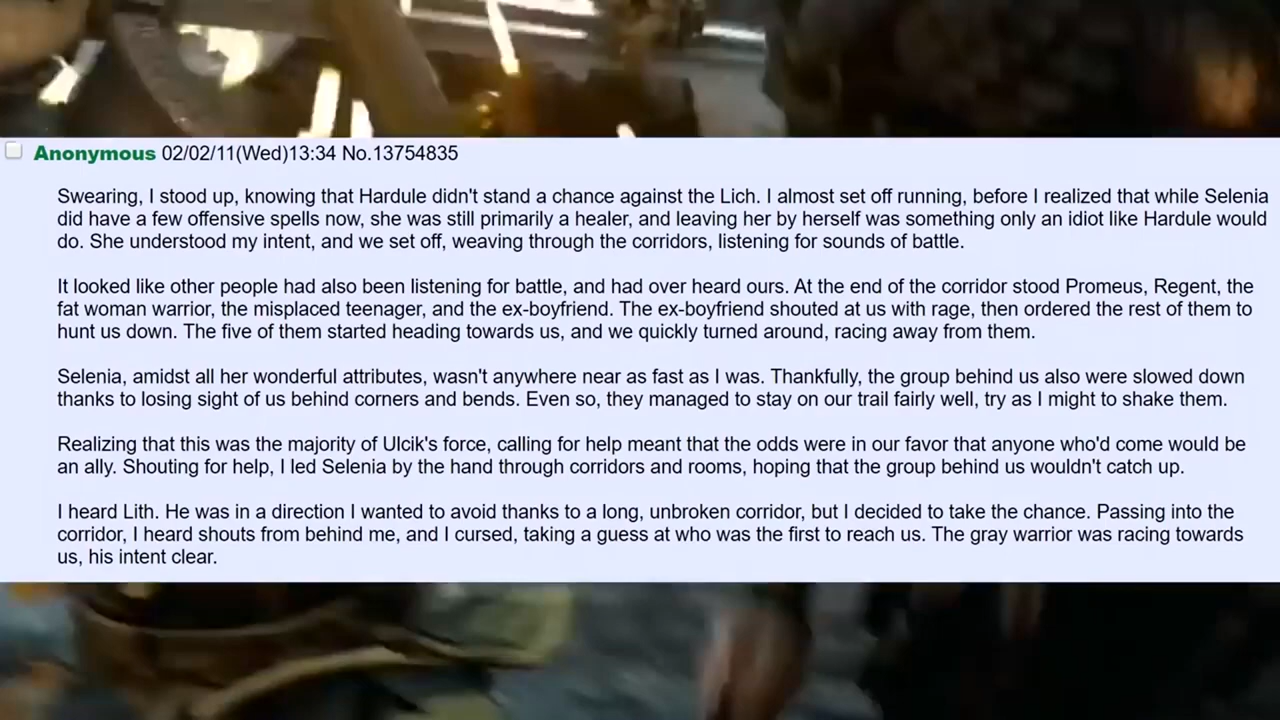 Anonymous 02/02/11(Wed)13:34 No.13754835
Swearing, I stood up, knowing that Hardule didn't stand a chance against the Lich. I almost set off running, before I realized that while Selenia
did have a few offensive spells now, she was still primarily a healer, and leaving her by herself was something only an idiot like Hardule would
do. She understood my intent, and we set off, weaving through the corridors, listening for sounds of battle.
It looked like other people had also been listening for battle, and had over heard ours. At the end of the corridor stood Promeus, Regent, the
fat woman warrior, the misplaced teenager, and the ex-boyfriend. The ex-boyfriend shouted at us with rage, then ordered the rest of them to
hunt us down. The five of them started heading towards us, and we quickly turned around, racing away from them.
Selenia, amidst all her wonderful attributes, wasn't anywhere near as fast as I was. Thankfully, the group behind us also were slowed down
thanks to losing sight of us behind corners and bends. Even so, they managed to stay on our trail fairly well, try as I might to shake them.
Realizing that this was the majority of Ulcik's force, calling for help meant that the odds were in our favor that anyone who'd come would be
an ally. Shouting for help, I led Selenia by the hand through corridors and rooms, hoping that the group behind us wouldn't catch up.
I heard Lith. He was in a direction I wanted to avoid thanks to a long, unbroken corridor, but I decided to take the chance. Passing into the
corridor, I heard shouts from behind me, and I cursed, taking a guess at who was the first to reach us. The gray warrior was racing towards
us, his intent clear.